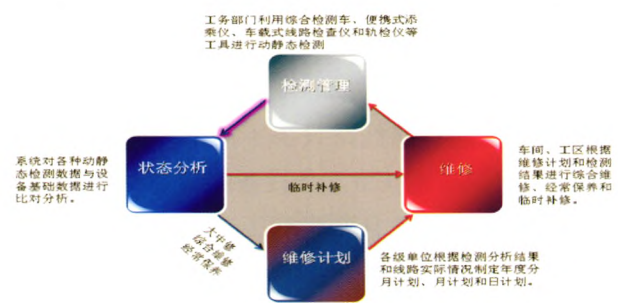 工务部门利用综合检测车、便携式添
乘仪、车载式线路检查仪和轨检仪等
工具进行动静态检测
检测管理
系统对各种动静
态检测数据与设
备基础数据进行
比对分析。
状态分析
临时补修
维修
车间、工区根据
维修计划和检测
结果进行综合维
修、经常保养和
临时补修。
大中修
综合维修
经常保养
维修计划
各级单位根据检测分析结果
和线路实际情况制定年度分
月计划、月计划和日计划。